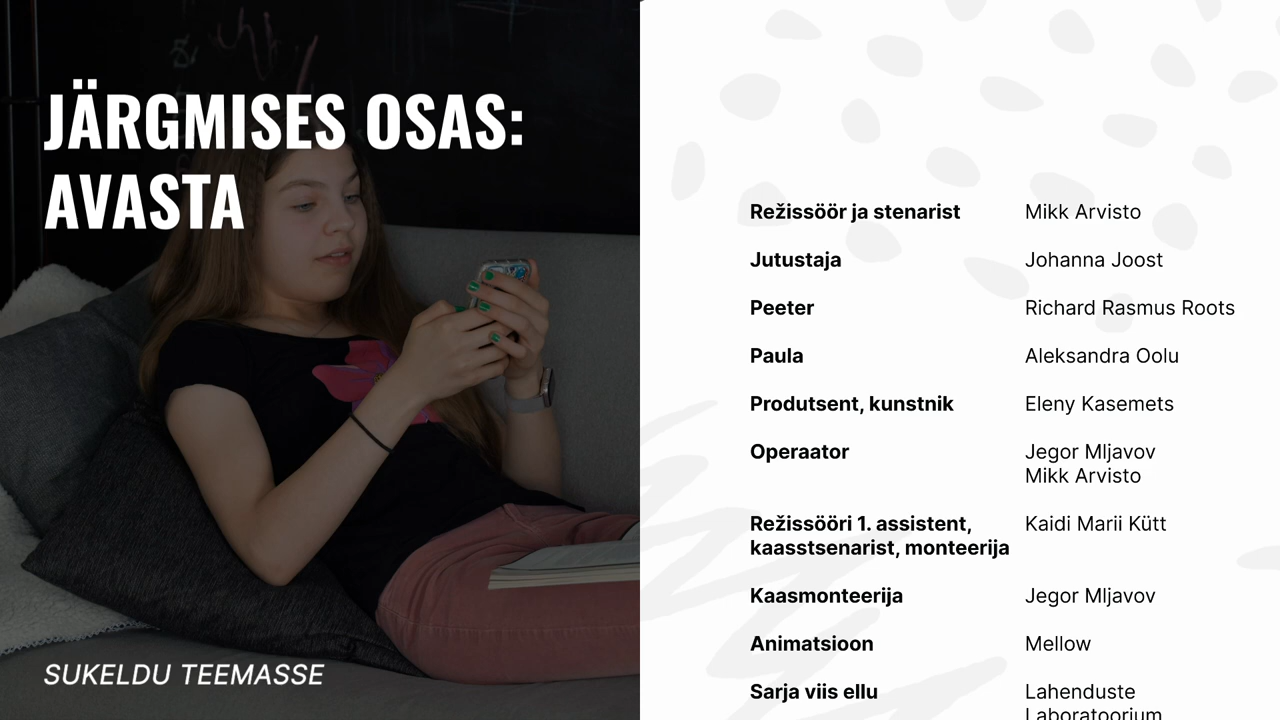 JÄRGMISES OSAS:
AVASTA
SUKELDU TEEMASSE
Režissöör ja stenarist Mikk Arvisto
Jutustaja Johanna Joost
Peeter Richard Rasmus Roots
Paula Aleksandra Oolu
Produtsent, kunstnik Eleny Kasemets
Operaator Jegor Mljavov
Mikk Arvisto
Režissööri 1. assistent, Kaidi Marii Kütt
kaasstsenarist, monteerija
Kaasmonteerija Jegor Mljavov
Animatsioon Mellow
Sarja viis ellu Lahenduste
Laboratoorium